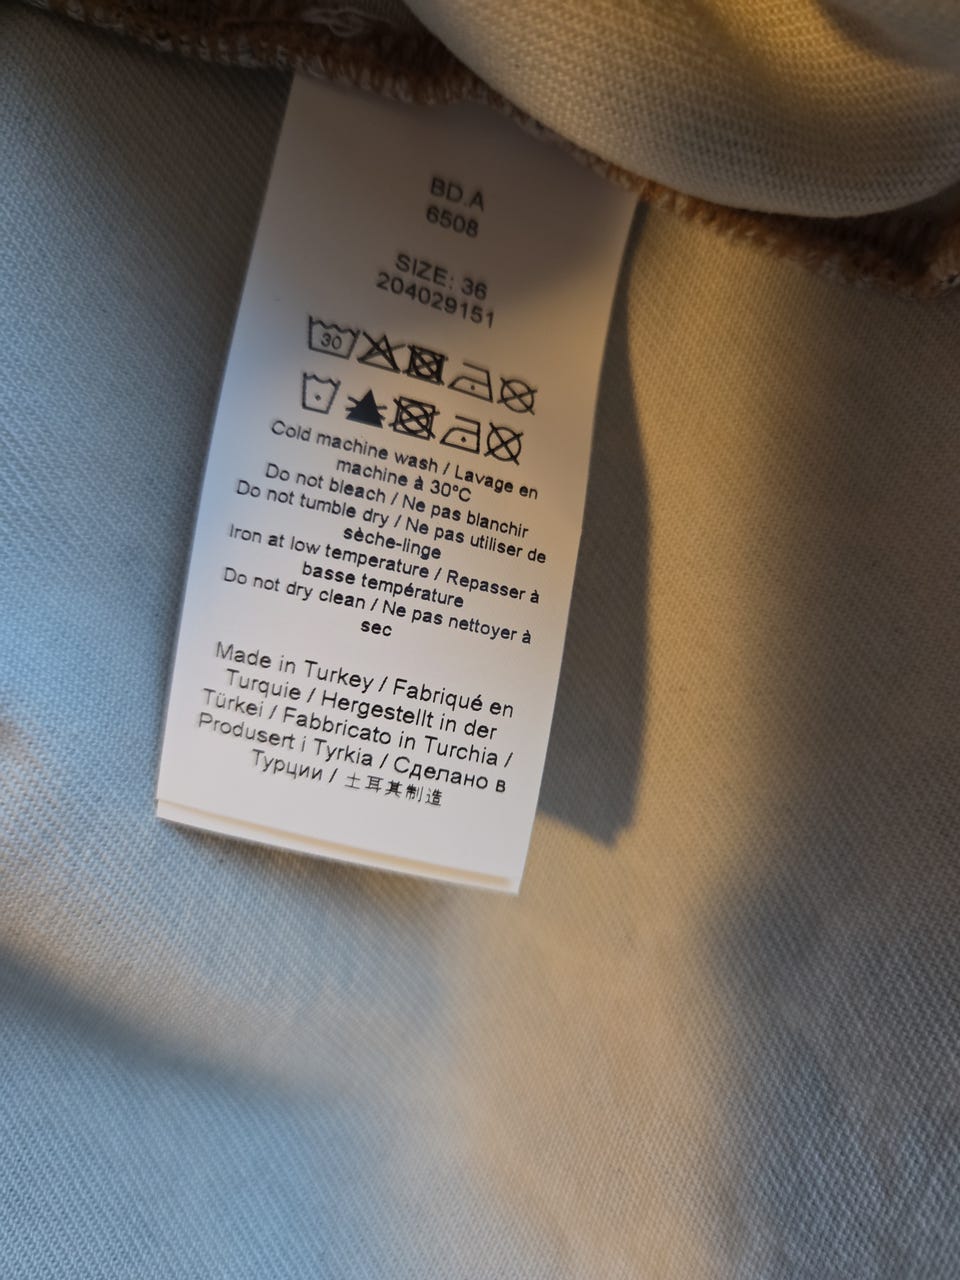 BD.A
6508
SIZE: 36
204029151
30
Cold machine wash / Lavage en
machine à 30°C
Do not bleach / Ne pas blanchir
Do not tumble dry / Ne pas utiliser de
sèche-linge
Iron at low temperature / Repasser à
basse température
Do not dry clean / Ne pas nettoyer à
sec
Made in Turkey / Fabriqué en
Turquie / Hergestellt in der
Türkei / Fabbricato in Turchia /
Produsert i Tyrkia / Сделано в
Турции / 土耳其制造